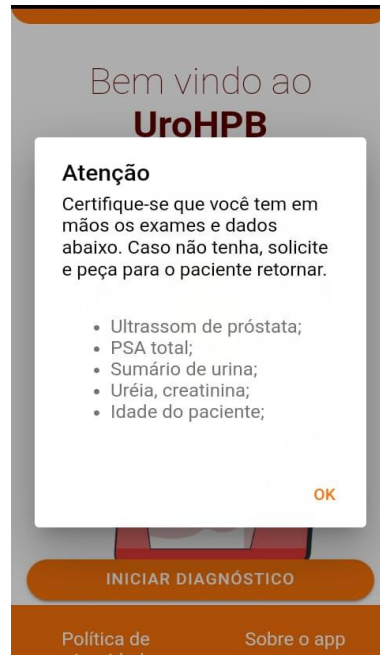 Bem vindo ao
UroHPB
Atenção
Certifique-se que você tem em
mãos os exames e dados
abaixo. Caso não tenha, solicite
e peça para o paciente retornar.
• Ultrassom de próstata;
• PSA total;
• Sumário de urina;
• Uréia, creatinina;
• Idade do paciente;
OK
INICIAR DIAGNÓSTICO
Política de
Sobre o app